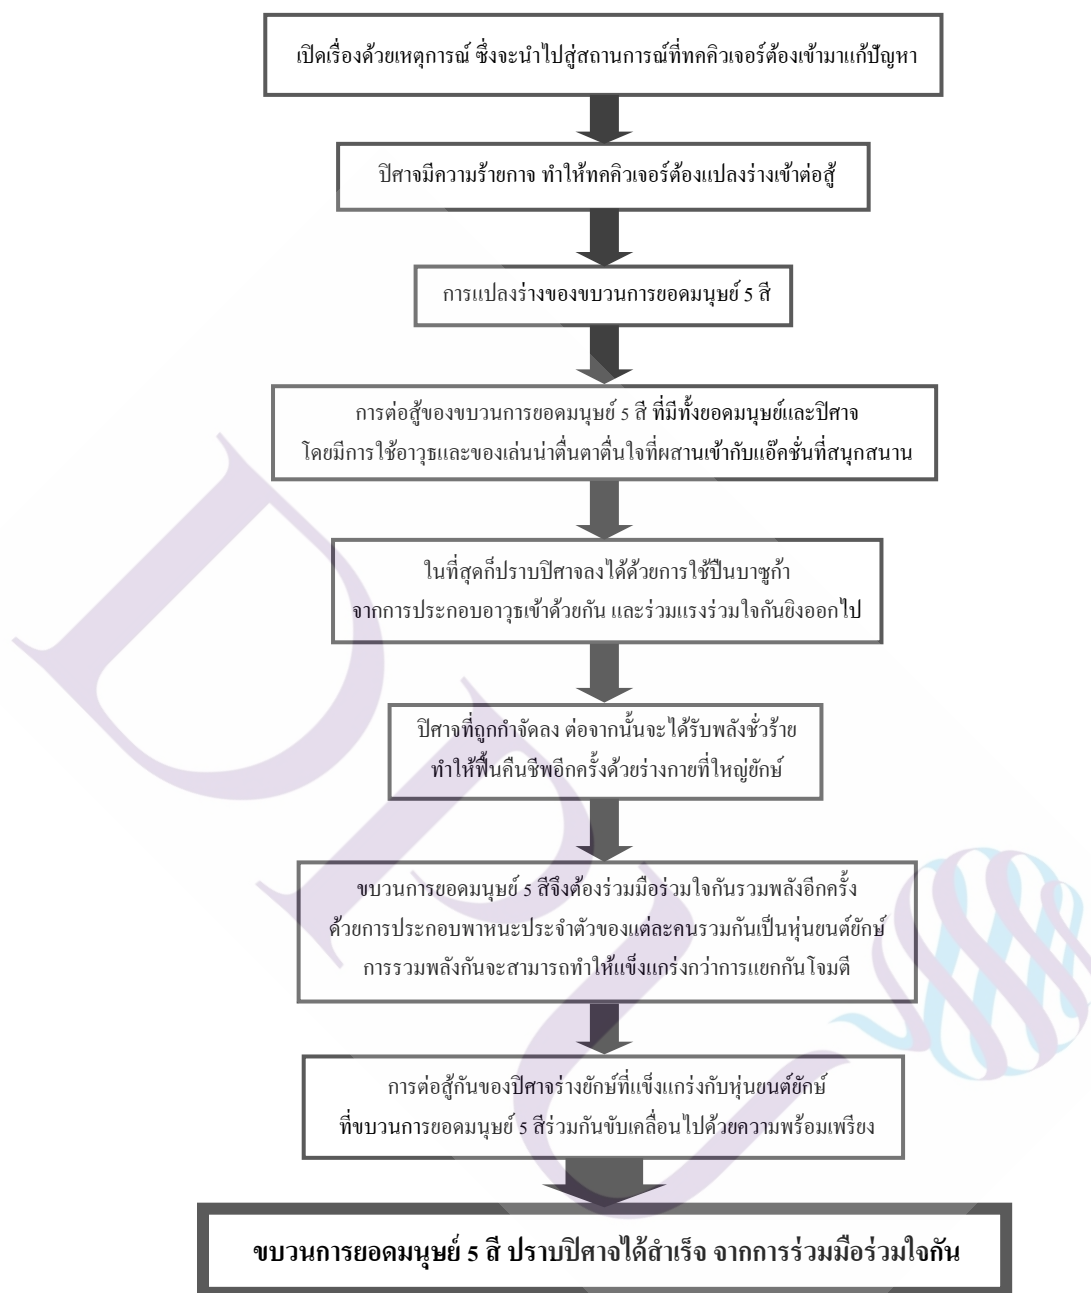 เปิดเรื่องด้วยเหตุการณ์ ซึ่งจะนำไปสู่สถานการณ์ที่ทคคิวเจอร์ต้องเข้ามาแก้ปัญหา
ปิศาจมีความร้ายกาจ ทำให้ทคคิวเจอร์ต้องแปลงร่างเข้าต่อสู้
การแปลงร่างของขบวนการยอดมนุษย์ 5 สี
การต่อสู้ของขบวนการยอดมนุษย์ 5 สี ที่มีทั้งยอดมนุษย์และปิศาจ
โดยมีการใช้อาวุธและของเล่นน่าตื่นตาตื่นใจที่ผสานเข้ากับแอ๊คชั่นที่สนุกสนาน
ในที่สุดก็ปราบปิศาจลงได้ด้วยการใช้ปืนบาซูก้า
จากการประกอบอาวุธเข้าด้วยกัน และร่วมแรงร่วมใจกันยิงออกไป
ปิศาจที่ถูกกำจัดลง ต่อจากนั้นจะได้รับพลังชั่วร้าย
ทำให้ฟื้นคืนชีพอีกครั้งด้วยร่างกายที่ใหญ่ยักษ์
ขบวนการยอดมนุษย์ 5 สีจึงต้องร่วมมือร่วมใจกันรวมพลังอีกครั้ง
ด้วยการประกอบพาหนะประจำตัวของแต่ละคนรวมกันเป็นหุ่นยนต์ยักษ์
การรวมพลังกันจะสามารถทำให้แข็งแกร่งกว่าการแยกกันโจมตี
การต่อสู้กันของปิศาจร่างยักษ์ที่แข็งแกร่งกับหุ่นยนต์ยักษ์
ที่ขบวนการยอดมนุษย์ 5 สีร่วมกันขับเคลื่อนไปด้วยความพร้อมเพรียง
ขบวนการยอดมนุษย์ 5 สี ปราบปิศาจได้สำเร็จ จากการร่วมมือร่วมใจกัน
DPU